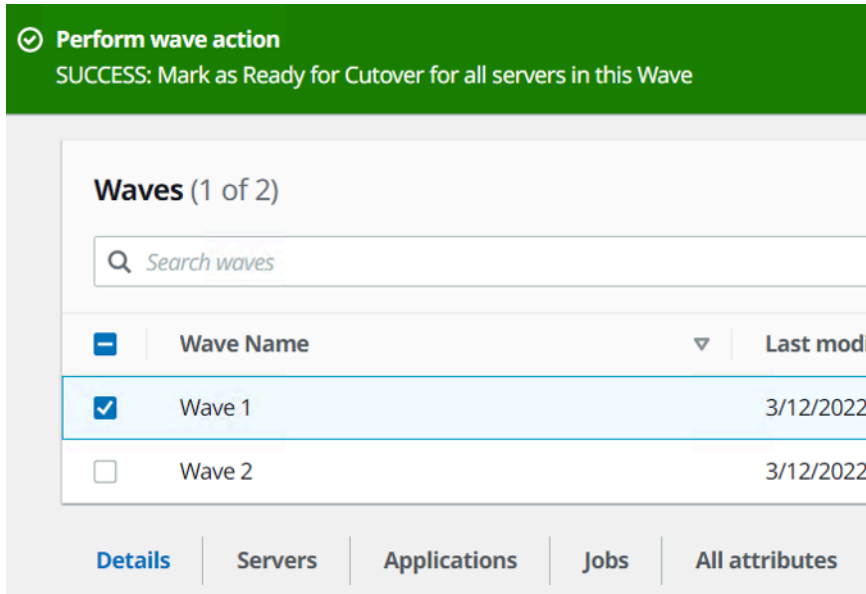 Perform wave action
SUCCESS: Mark as Ready for Cutover for all servers in this Wave
Waves (1 of 2)
Search waves
Wave Name Last modi
Wave 1 3/12/2022
Wave 2 3/12/2022
Details Servers Applications Jobs All attributes